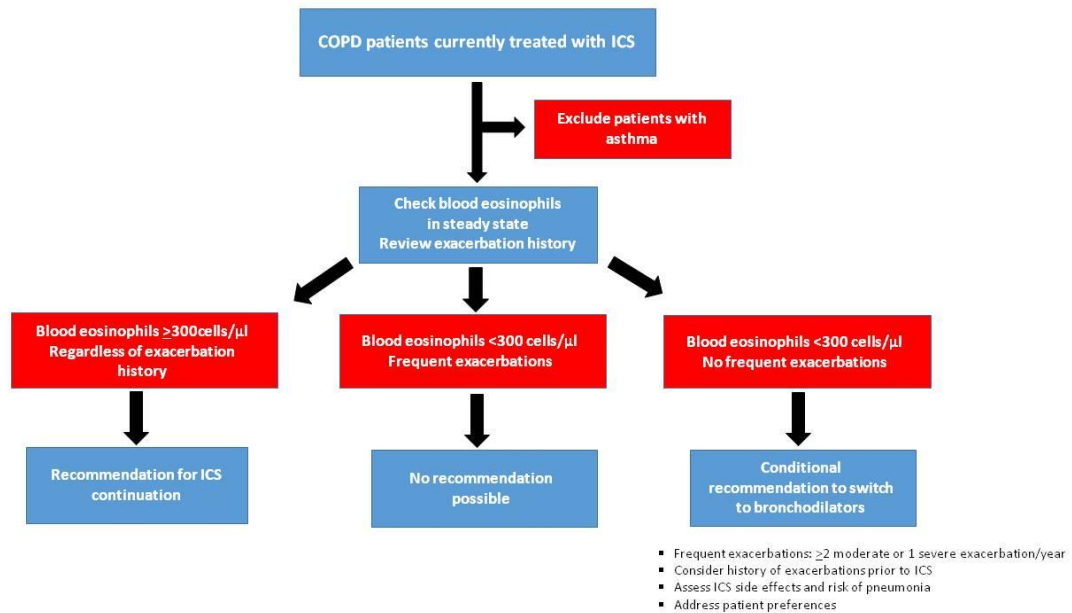 COPD patients currently treated with ICS
Exclude patients with
asthma
Check blood eosinophils
in steady state
Review exacerbation history
Blood eosinophils ≥300cells/µl
Regardless of exacerbation
history
Blood eosinophils <300 cells/µl
Frequent exacerbations
Blood eosinophils <300 cells/µl
No frequent exacerbations
Recommendation for ICS
continuation
No recommendation
possible
Conditional
recommendation to switch
to bronchodilators
▪ Frequent exacerbations: ≥2 moderate or 1 severe exacerbation/year
▪ Consider history of exacerbations prior to ICS
▪ Assess ICS side effects and risk of pneumonia
▪ Address patient preferences